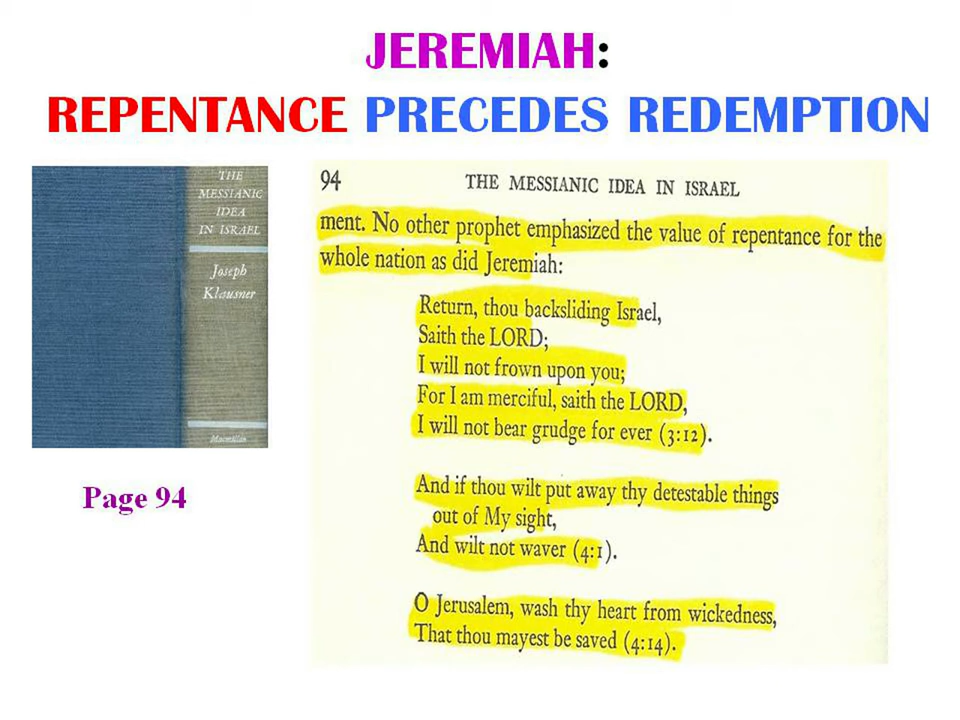 JEREMIAH:
REPENTANCE PRECEDES REDEMPTION
THE
MESSIANIC
IDEA
IN ISRAEL
Joseph
Klausner
Macmillan
Page 94
94 THE MESSIANIC IDEA IN ISRAEL
ment. No other prophet emphasized the value of repentance for the
whole nation as did Jeremiah:
Return, thou backsliding Israel,
Saith the LORD;
I will not frown upon you;
For I am merciful, saith the LORD,
I will not bear grudge for ever (3:12).
And if thou wilt put away thy detestable things
out of My sight,
And wilt not waver (4:1).
O Jerusalem, wash thy heart from wickedness,
That thou mayest be saved (4:14).